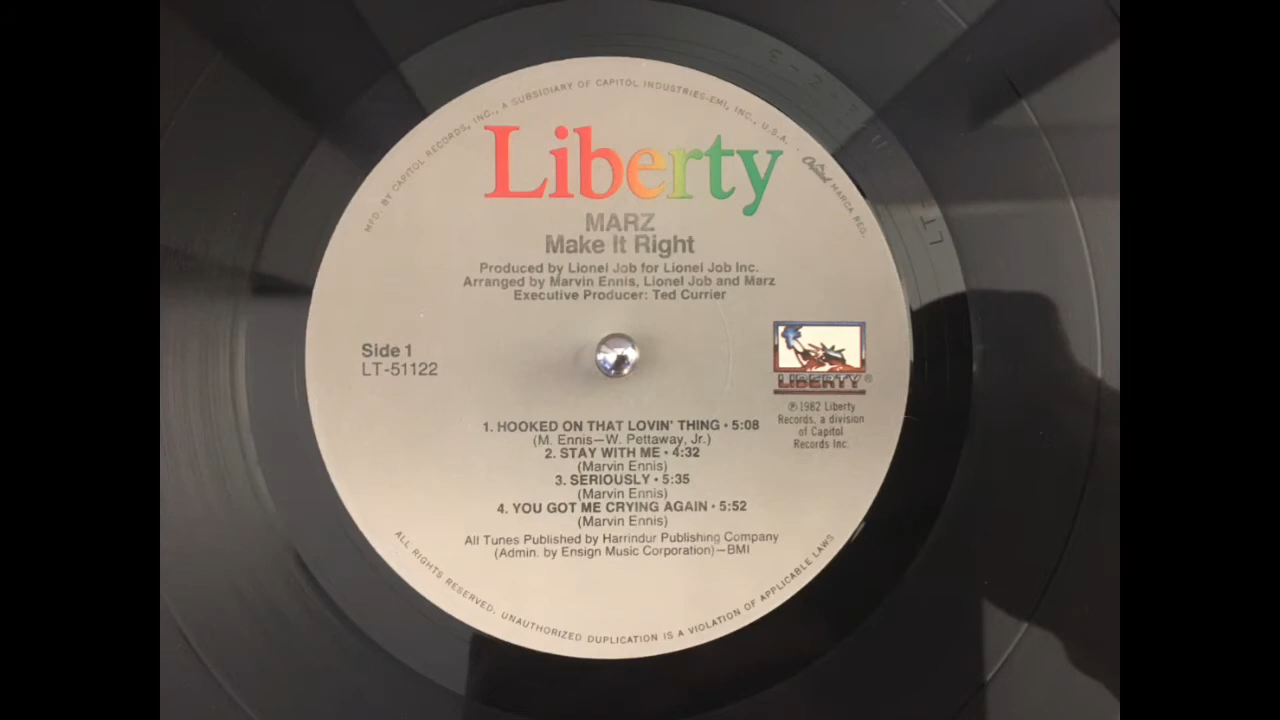 MFD. BY CAPITOL RECORDS, INC., A SUBSIDIARY OF CAPITOL INDUSTRIES-EMI, INC., U.S.A. • Capitol MARCA REG.
Liberty
MARZ
Make It Right
Produced by Lionel Job for Lionel Job Inc.
Arranged by Marvin Ennis, Lionel Job and Marz
Executive Producer: Ted Currier
Side 1
LT-51122
LIBERTY®
℗1982 Liberty
Records, a division
of Capitol
Records Inc.
1. HOOKED ON THAT LOVIN' THING • 5:08
(M. Ennis—W. Pettaway, Jr.)
2. STAY WITH ME • 4:32
(Marvin Ennis)
3. SERIOUSLY • 5:35
(Marvin Ennis)
4. YOU GOT ME CRYING AGAIN • 5:52
(Marvin Ennis)
All Tunes Published by Harrindur Publishing Company
(Admin. by Ensign Music Corporation)—BMI
ALL RIGHTS RESERVED. UNAUTHORIZED DUPLICATION IS A VIOLATION OF APPLICABLE LAWS
LT